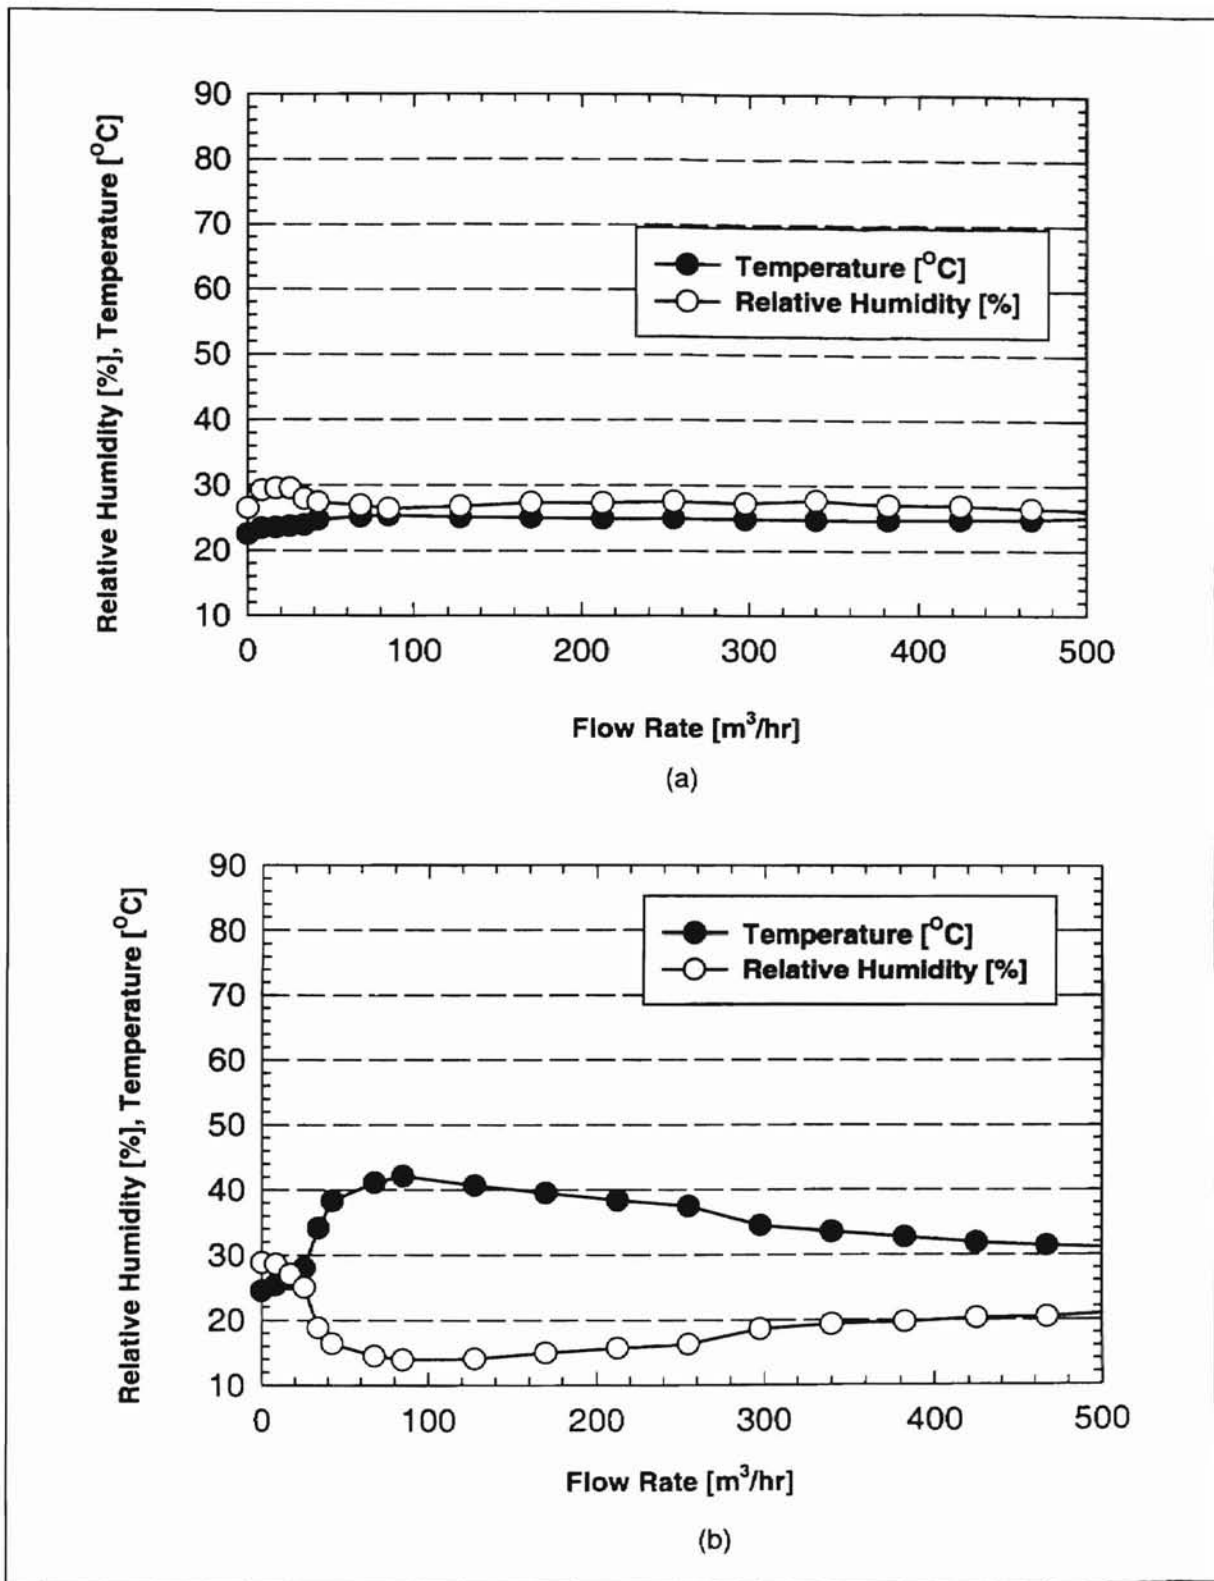 90
80
70
60
50
40
30
20
10
Relative Humidity [%], Temperature [°C]
Temperature [°C]
Relative Humidity [%]
0 100 200 300 400 500
Flow Rate [m³/hr]
(a)
90
80
70
60
50
40
30
20
10
Relative Humidity [%], Temperature [°C]
Temperature [°C]
Relative Humidity [%]
0 100 200 300 400 500
Flow Rate [m³/hr]
(b)